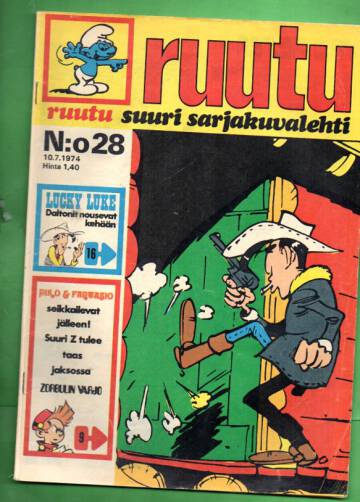 ruutu
ruutu suuri sarjakuvalehti
N:o 28
10.7.1974
Hinta 1,40
LUCKY LUKE
Daltonit nousevat
kehään
16
PIKO & FANTASIO
seikkailevat
jälleen!
Suuri Z tulee
taas
jaksossa
ZORBULIN VARJO
9